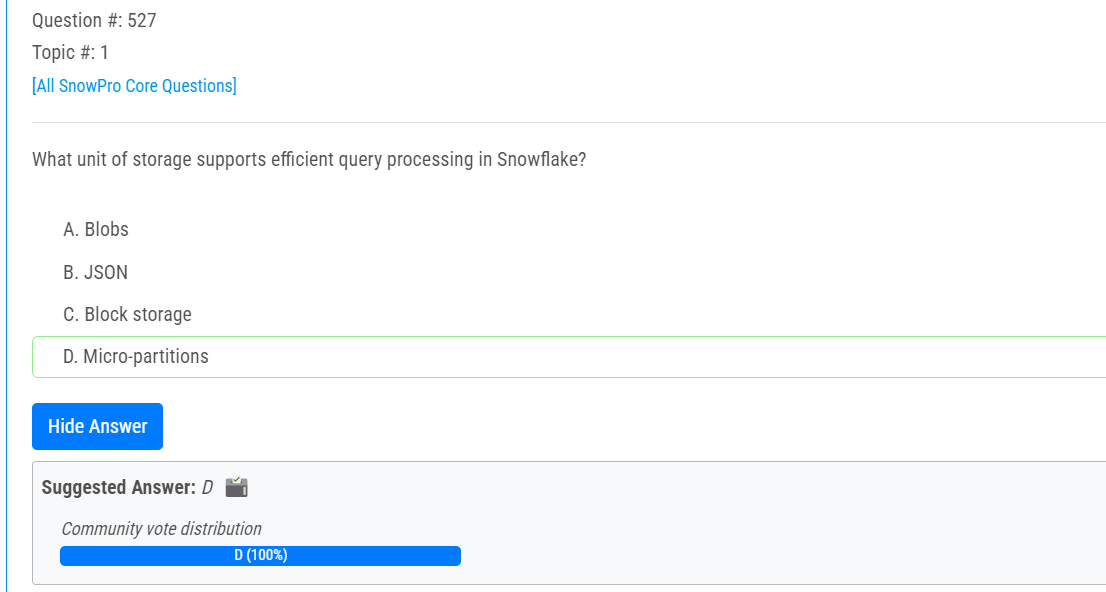 Question #: 527
Topic #: 1
[All SnowPro Core Questions]
What unit of storage supports efficient query processing in Snowflake?
A. Blobs
B. JSON
C. Block storage
D. Micro-partitions
Hide Answer
Suggested Answer: D
Community vote distribution
D (100%)